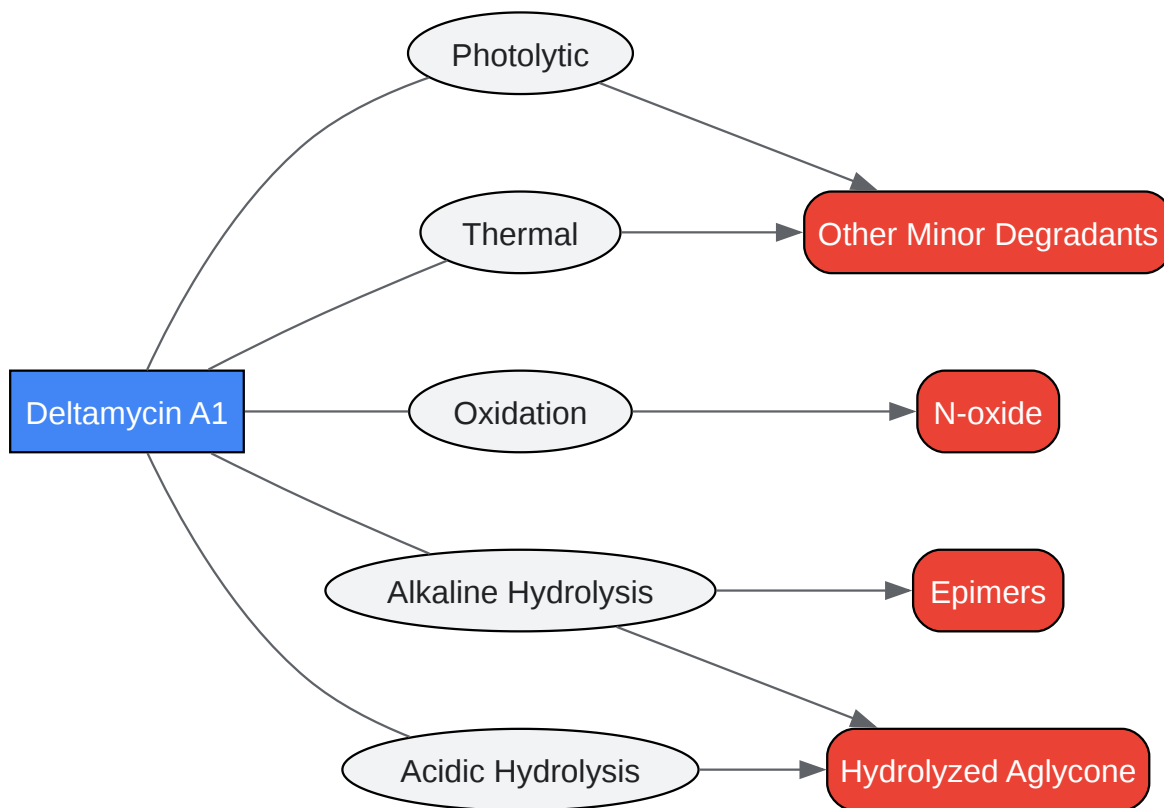 Photolytic
Thermal
Other Minor Degradants
Deltamycin A1
Oxidation
N-oxide
Alkaline Hydrolysis
Epimers
Acidic Hydrolysis
Hydrolyzed Aglycone